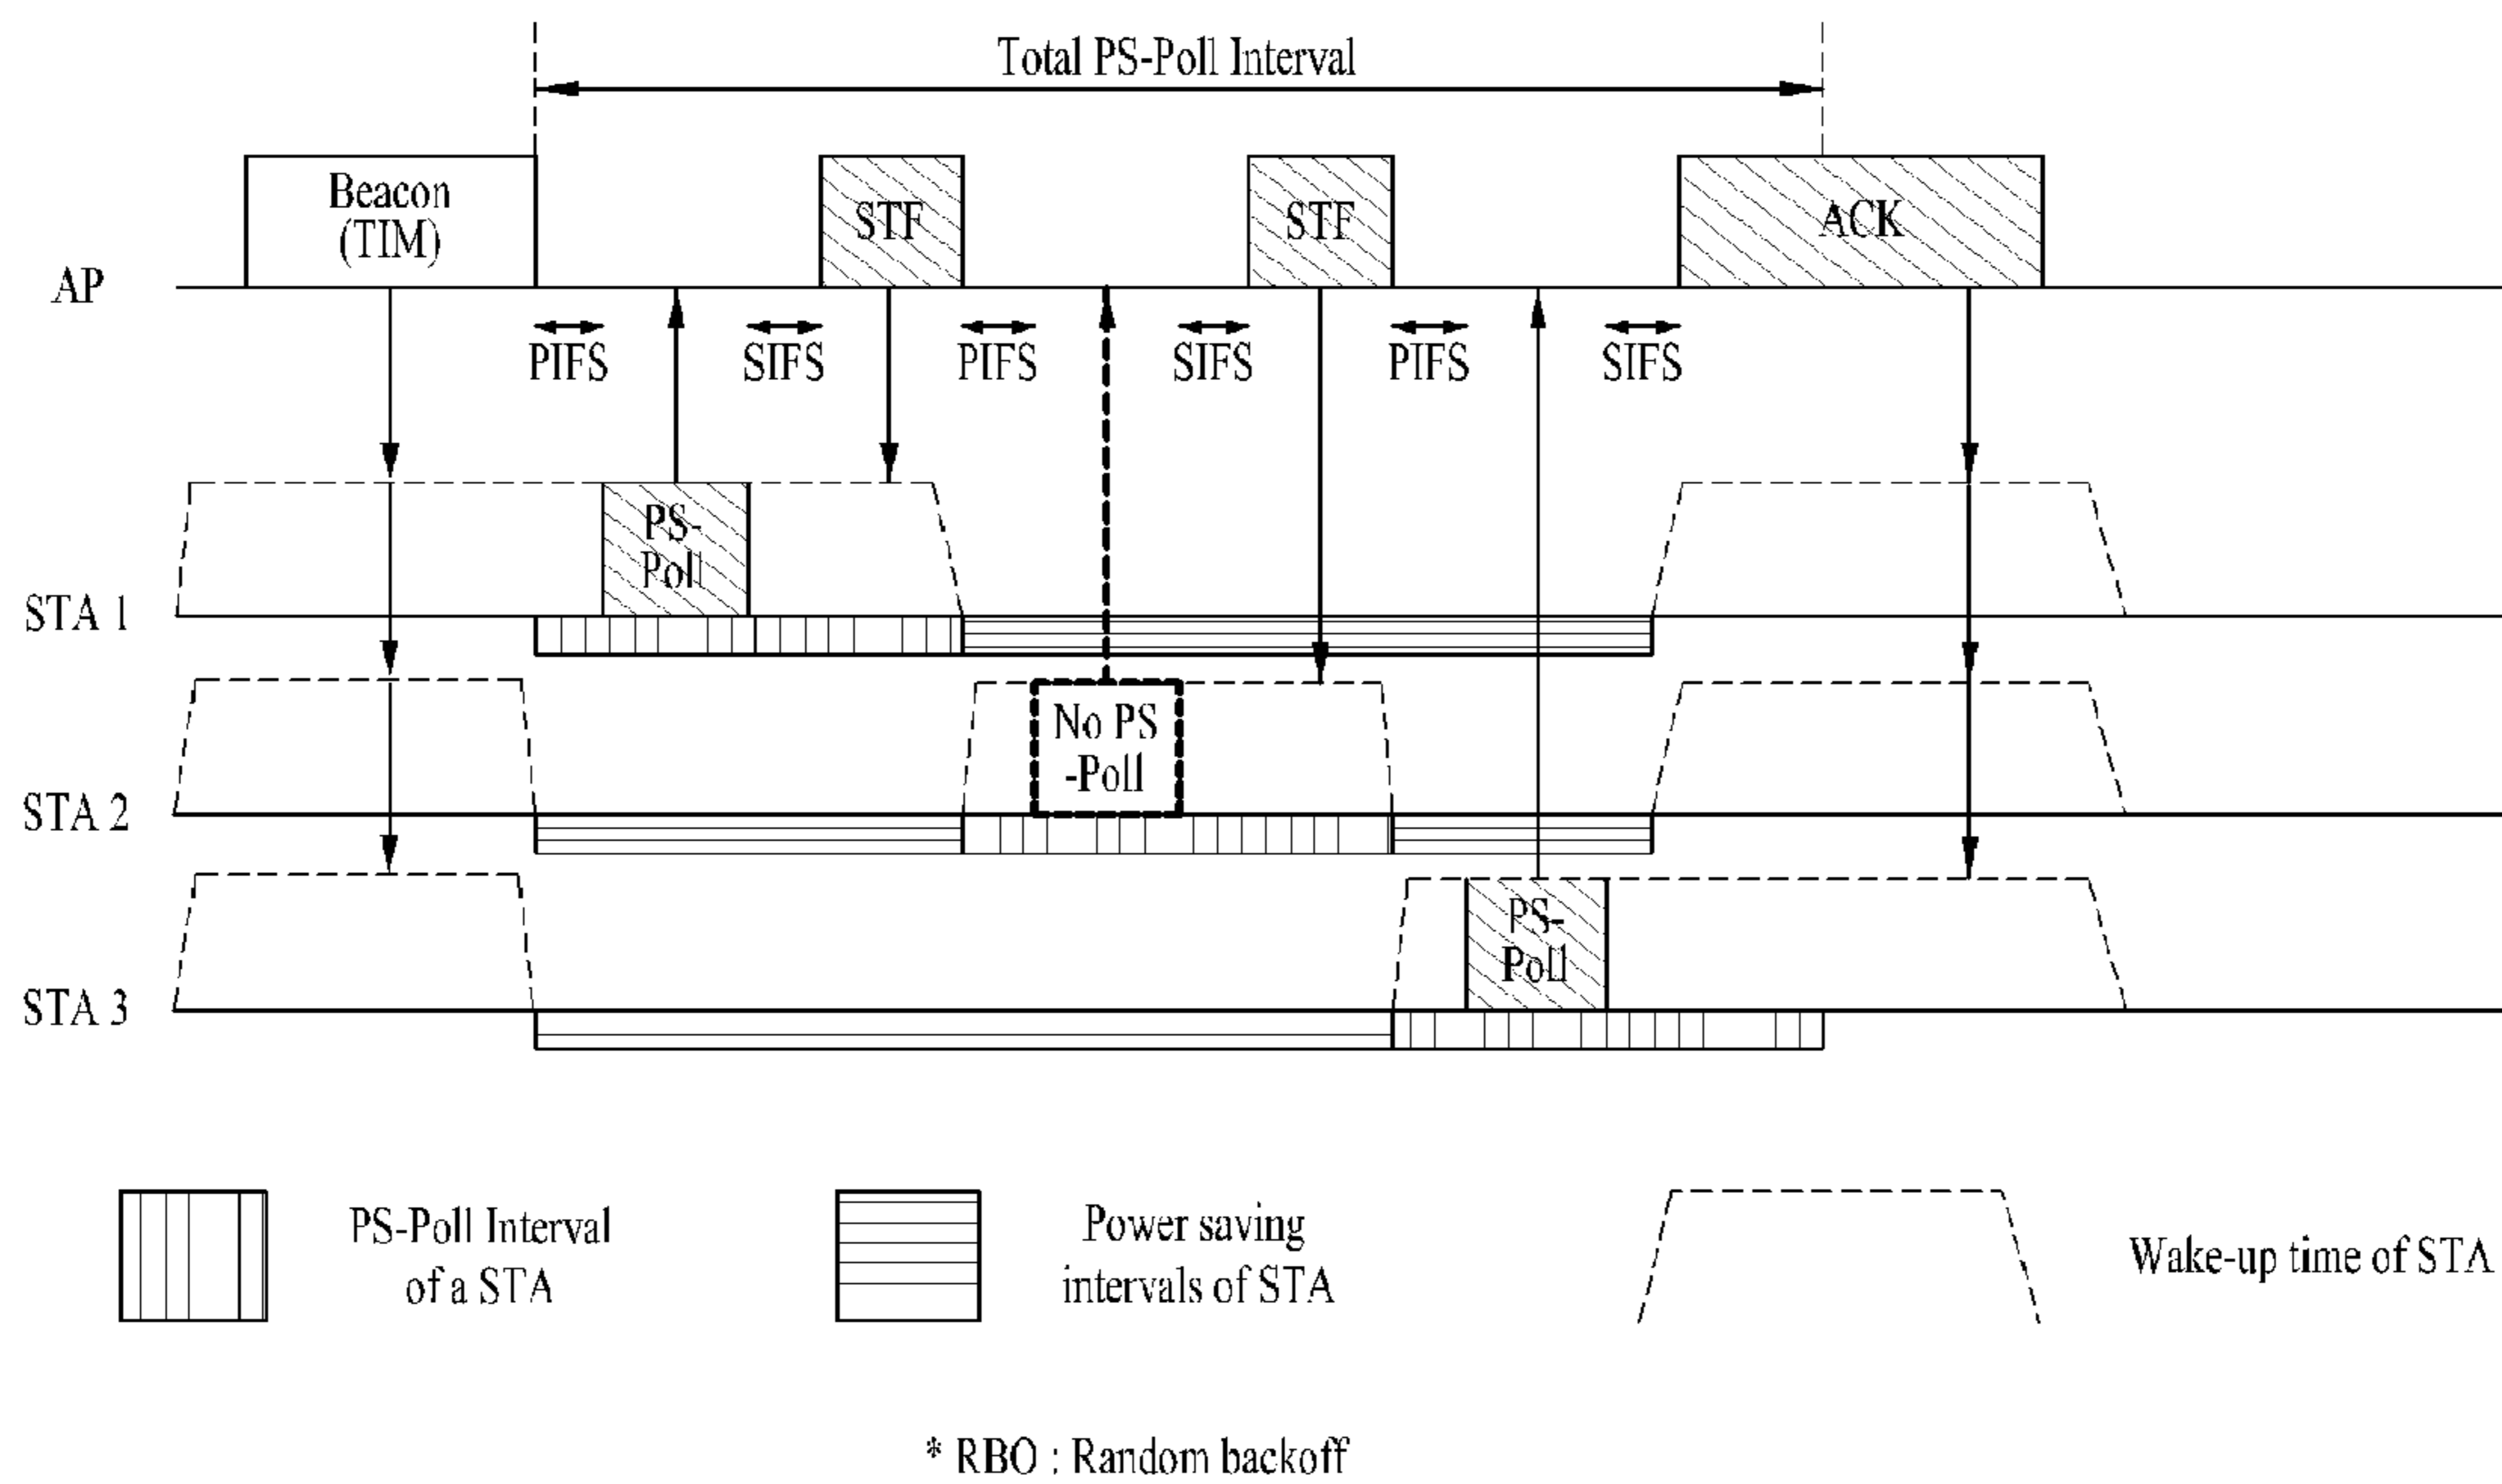 Total PS-Poll Interval
Beacon
(TIM)
STF
STF
ACK
AP
PIFS
SIFS
PIFS
SIFS
PIFS
SIFS
PS-
Poll
STA 1
No PS
-Poll
STA 2
PS-
Poll
STA 3
PS-Poll Interval
of a STA
Power saving
intervals of STA
Wake-up time of STA
* RBO : Random backoff